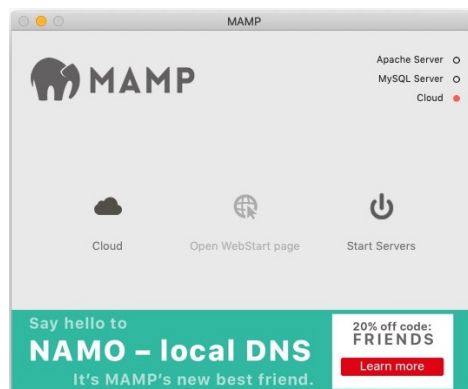 MAMP
MAMP
Apache Server
MySQL Server
Cloud
Cloud
Open WebStart page
Start Servers
Say hello to
NAMO – local DNS
It's MAMP's new best friend.
20% off code:
FRIENDS
Learn more